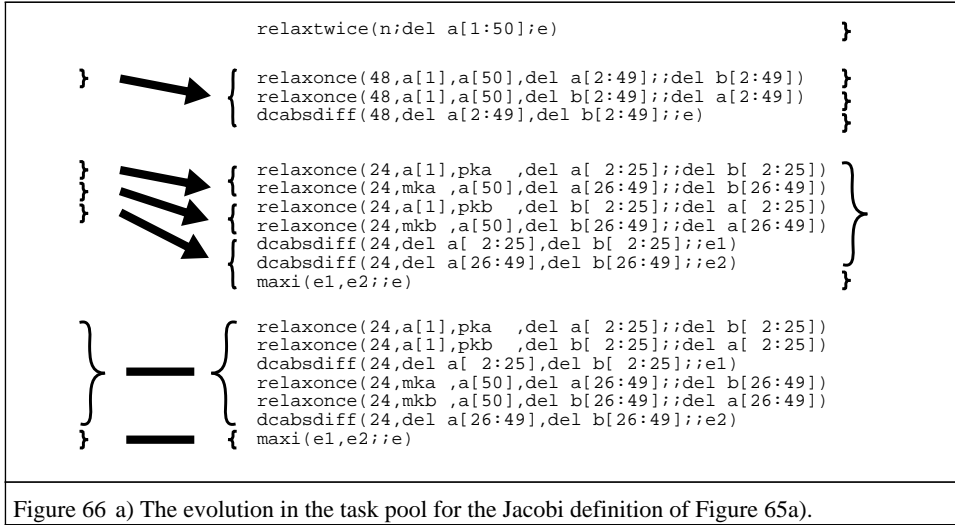 relaxtwice(n;del a[1:50];e)
relaxonce(48,a[1],a[50],del a[2:49];;del b[2:49])
relaxonce(48,a[1],a[50],del b[2:49];;del a[2:49])
dcabsdiff(48,del a[2:49],del b[2:49];;e)
relaxonce(24,a[1],pka  ,del a[ 2:25];;del b[ 2:25])
relaxonce(24,mka ,a[50],del a[26:49];;del b[26:49])
relaxonce(24,a[1],pkb  ,del b[ 2:25];;del a[ 2:25])
relaxonce(24,mkb ,a[50],del b[26:49];;del a[26:49])
dcabsdiff(24,del a[ 2:25],del b[ 2:25];;e1)
dcabsdiff(24,del a[26:49],del b[26:49];;e2)
maxi(e1,e2;;e)
relaxonce(24,a[1],pka  ,del a[ 2:25];;del b[ 2:25])
relaxonce(24,a[1],pkb  ,del b[ 2:25];;del a[ 2:25])
dcabsdiff(24,del a[ 2:25],del b[ 2:25];;e1)
relaxonce(24,mka ,a[50],del a[26:49];;del b[26:49])
relaxonce(24,mkb ,a[50],del b[26:49];;del a[26:49])
dcabsdiff(24,del a[26:49],del b[26:49];;e2)
maxi(e1,e2;;e)
Figure 66 a) The evolution in the task pool for the Jacobi definition of Figure 65a).